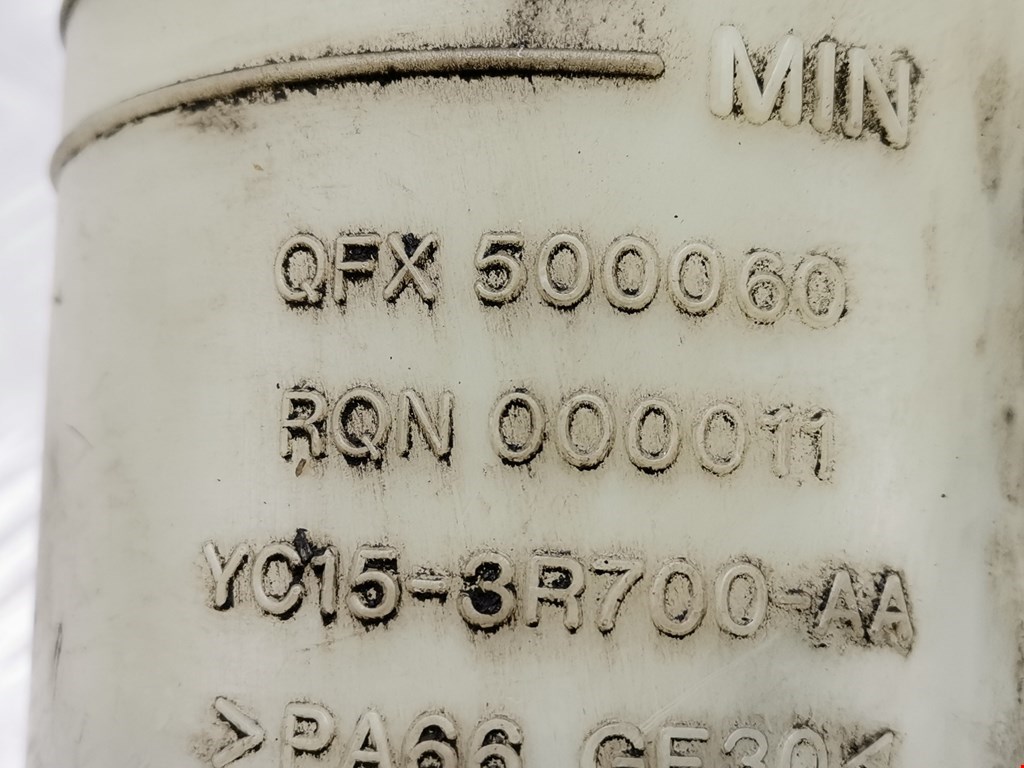 MIN
QFX 500060
RQN 000011
YC15-3R700-AA
>PA66 GF30<